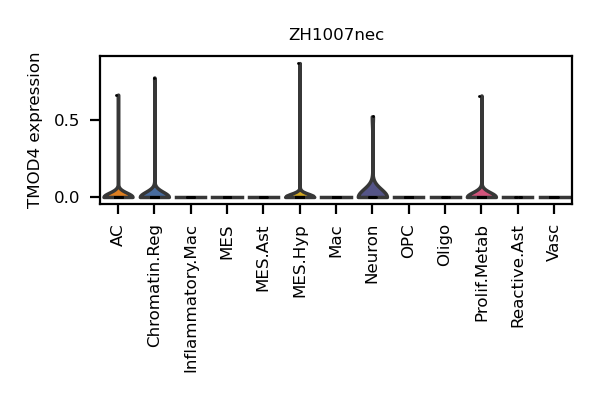 ZH1007nec
TMOD4 expression
0.5
0.0
AC
Chromatin.Reg
Inflammatory.Mac
MES
MES.Ast
MES.Hyp
Mac
Neuron
OPC
Oligo
Prolif.Metab
Reactive.Ast
Vasc